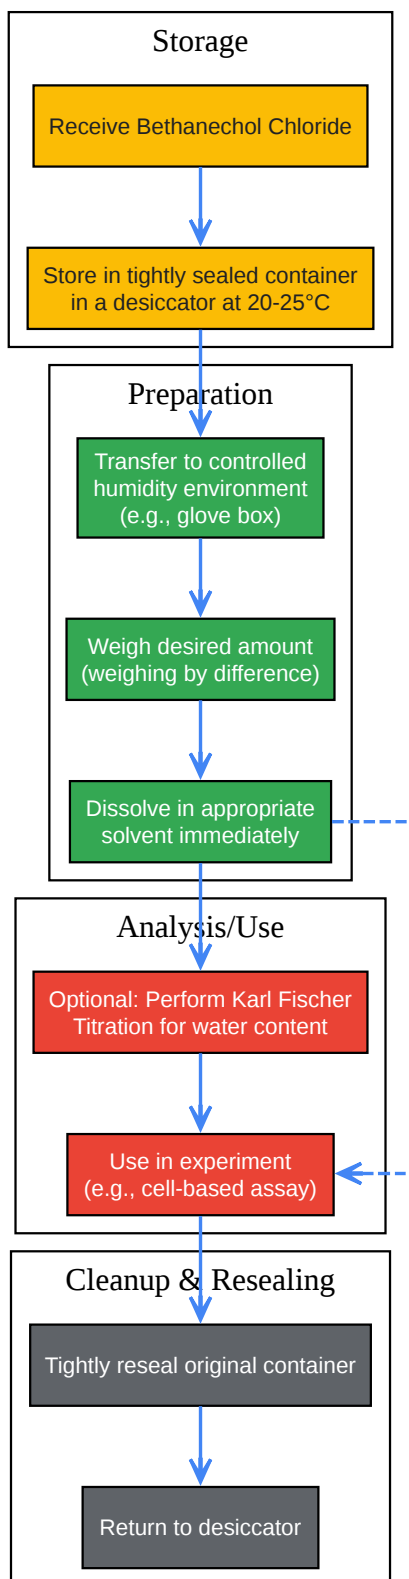 Storage
Receive Bethanechol Chloride
Store in tightly sealed container
in a desiccator at 20-25°C
Preparation
Transfer to controlled
humidity environment
(e.g., glove box)
Weigh desired amount
(weighing by difference)
Dissolve in appropriate
solvent immediately
Analysis/Use
Optional: Perform Karl Fischer
Titration for water content
Use in experiment
(e.g., cell-based assay)
Cleanup & Resealing
Tightly reseal original container
Return to desiccator